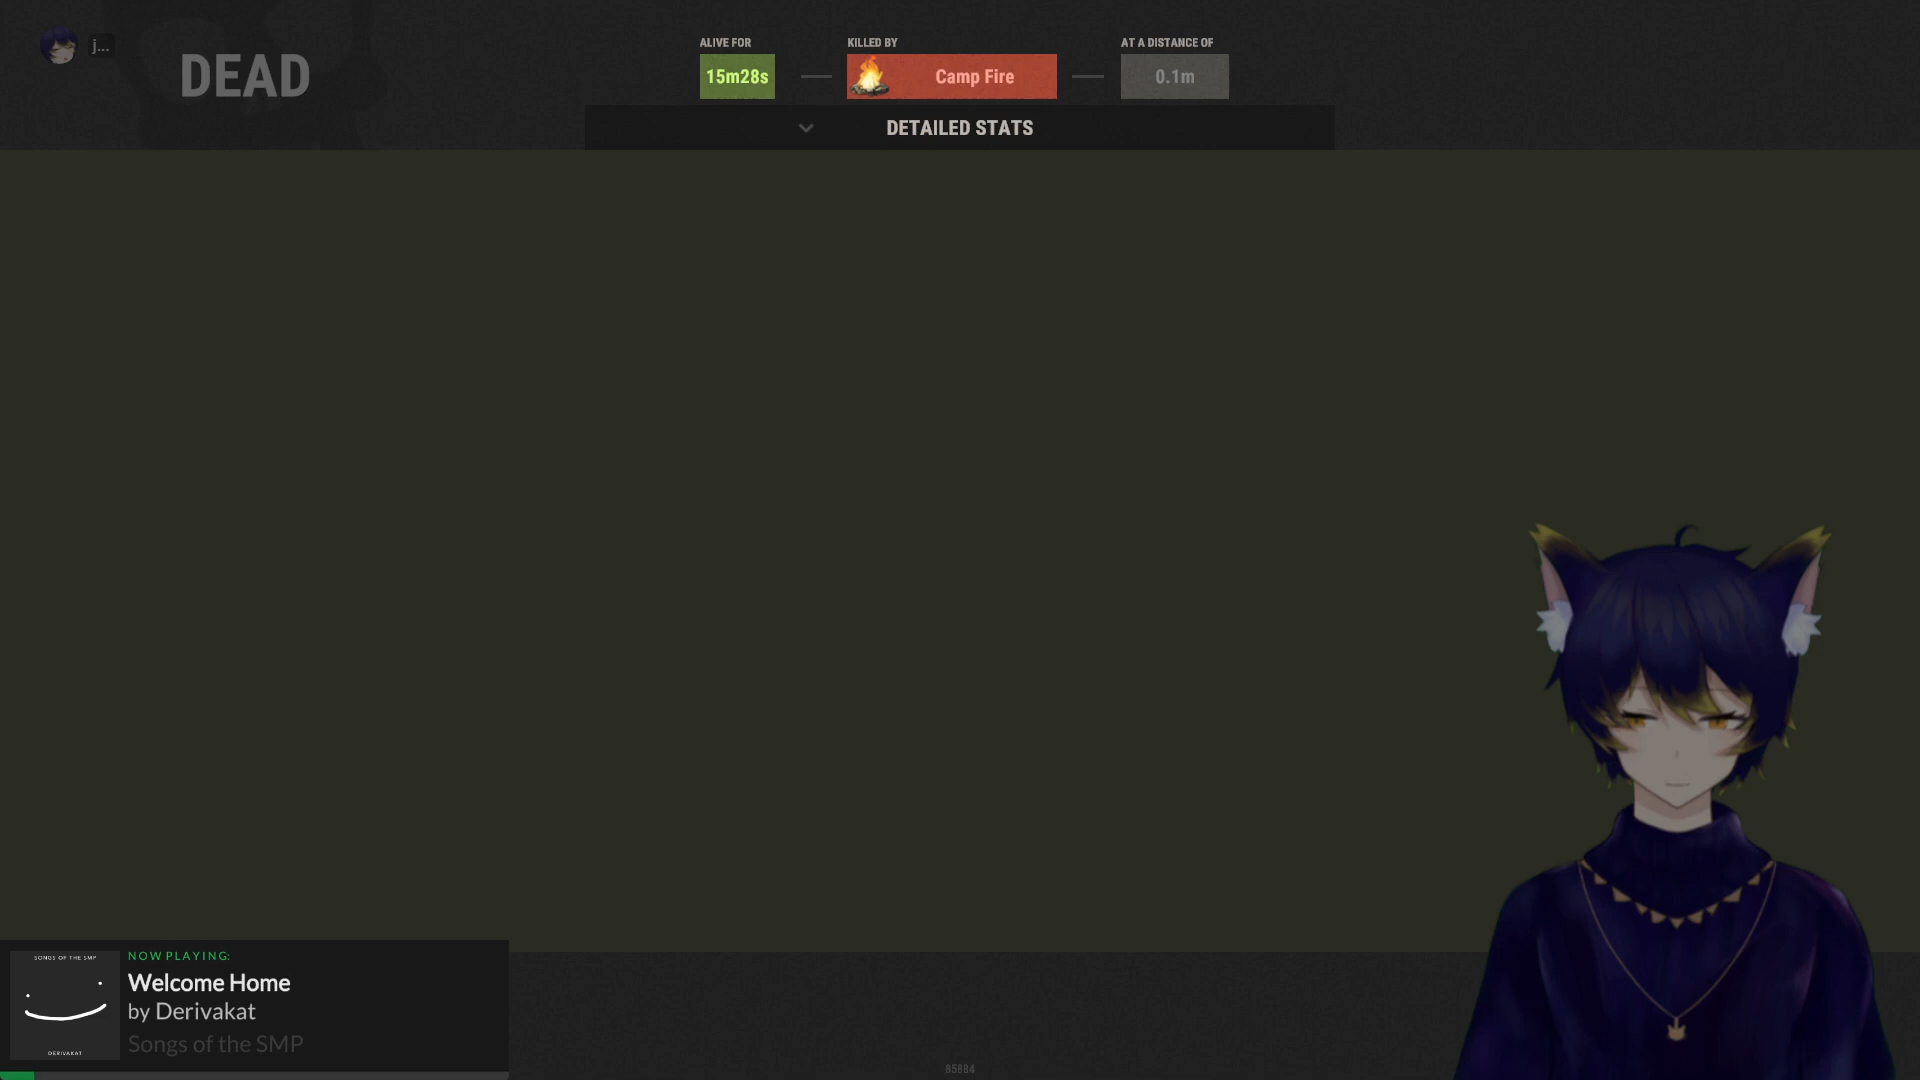 j...
DEAD
ALIVE FOR
15m28s
KILLED BY
Camp Fire
AT A DISTANCE OF
0.1m
DETAILED STATS
SONGS OF THE SMP
DERIVAKAT
NOW PLAYING:
Welcome Home
by Derivakat
Songs of the SMP
85884